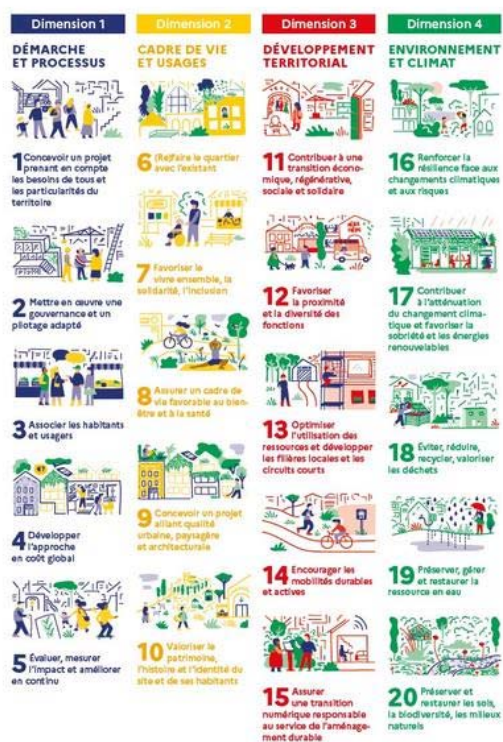 Dimension 1
DÉMARCHE
ET PROCESSUS
1 Concevoir un projet
prenant en compte
les besoins de tous et
les particularités du
territoire
2 Mettre en œuvre une
gouvernance et un
pilotage adapté
3 Associer les habitants
et usagers
4 Développer
l'approche
en coût global
5 Évaluer, mesurer
l'impact et améliorer
en continu
Dimension 2
CADRE DE VIE
ET USAGES
6 (Re)faire le quartier
avec l'existant
7 Favoriser le
vivre ensemble, la
solidarité, l'inclusion
8 Assurer un cadre de
vie favorable au bien-
être et à la santé
9 Concevoir un projet
alliant qualité
urbaine, paysagère
et architecturale
10 Valoriser le
patrimoine,
l'histoire et l'identité du
site et de ses habitants
Dimension 3
DÉVELOPPEMENT
TERRITORIAL
11 Contribuer à une
transition écono-
mique, régénérative,
sociale et solidaire
12 Favoriser
la proximité
et la diversité des
fonctions
13 Optimiser
l'utilisation des
ressources et développer
les filières locales et les
circuits courts
14 Encourager les
mobilités durables
et actives
15 Assurer
une transition
numérique responsable
au service de l'aménage-
ment durable
Dimension 4
ENVIRONNEMENT
ET CLIMAT
16 Renforcer la
résilience face aux
changements climatiques
et aux risques
17 Contribuer
à l'atténuation
du changement clima-
tique et favoriser la
sobriété et les énergies
renouvelables
18 Éviter, réduire,
recycler, valoriser
les déchets
19 Préserver, gérer
et restaurer la
ressource en eau
20 Préserver et
restaurer les sols,
la biodiversité, les milieux
naturels